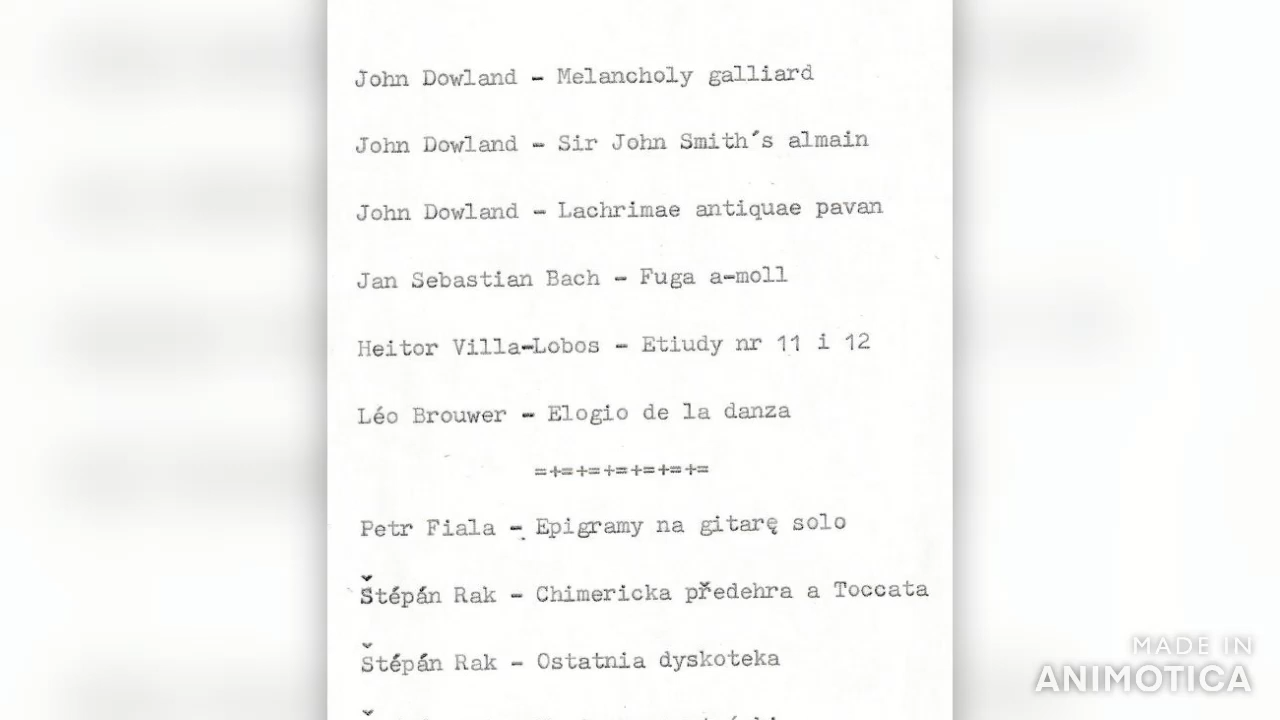 John Dowland - Melancholy galliard
John Dowland - Sir John Smith´s almain
John Dowland - Lachrimae antiquae pavan
Jan Sebastian Bach - Fuga a-moll
Heitor Villa-Lobos - Etiudy nr 11 i 12
Léo Brouwer - Elogio de la danza
=+=+=+=+=+=+=
Petr Fiala - Epigramy na gitarę solo
Štépán Rak - Chimericka předehra a Toccata
Štépán Rak - Ostatnia dyskoteka
MADE IN
ANIMOTICA